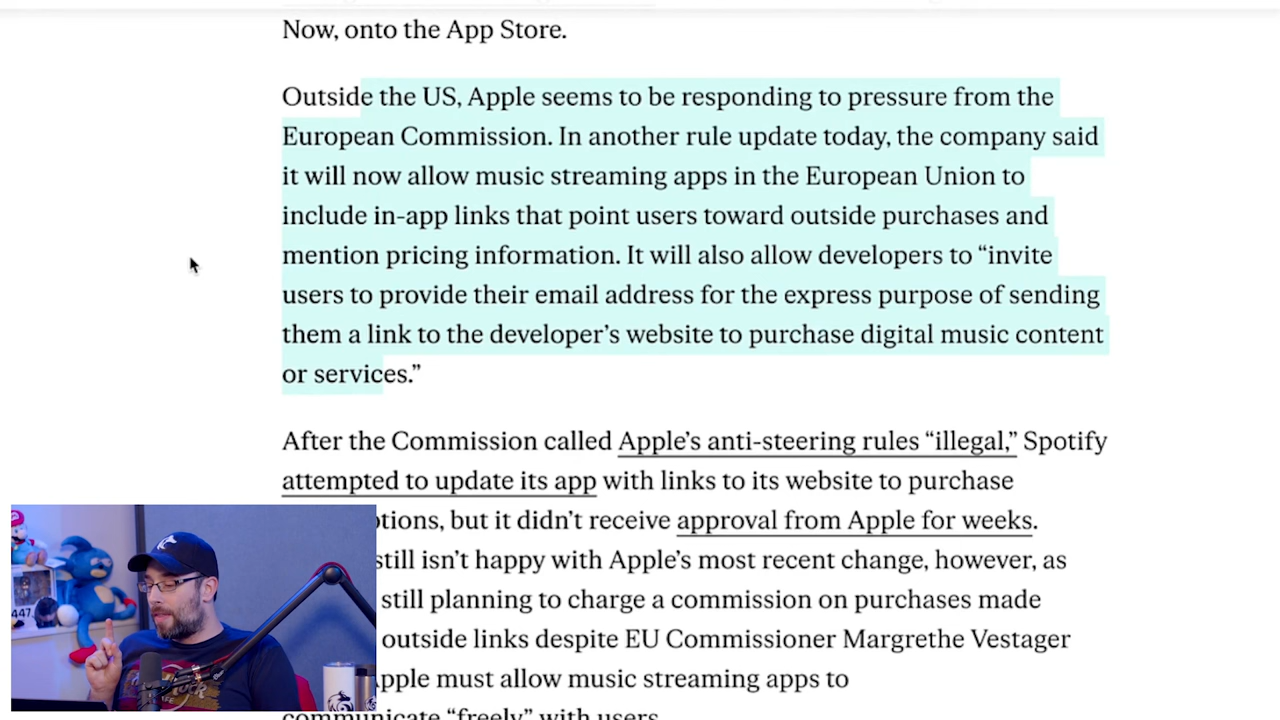 Now, onto the App Store.
Outside the US, Apple seems to be responding to pressure from the
European Commission. In another rule update today, the company said
it will now allow music streaming apps in the European Union to
include in-app links that point users toward outside purchases and
mention pricing information. It will also allow developers to “invite
users to provide their email address for the express purpose of sending
them a link to the developer’s website to purchase digital music content
or services.”
After the Commission called Apple’s anti-steering rules “illegal,” Spotify
attempted to update its app with links to its website to purchase
ptions, but it didn’t receive approval from Apple for weeks.
still isn’t happy with Apple’s most recent change, however, as
still planning to charge a commission on purchases made
outside links despite EU Commissioner Margrethe Vestager
pple must allow music streaming apps to
communicate “freely” with users.
447